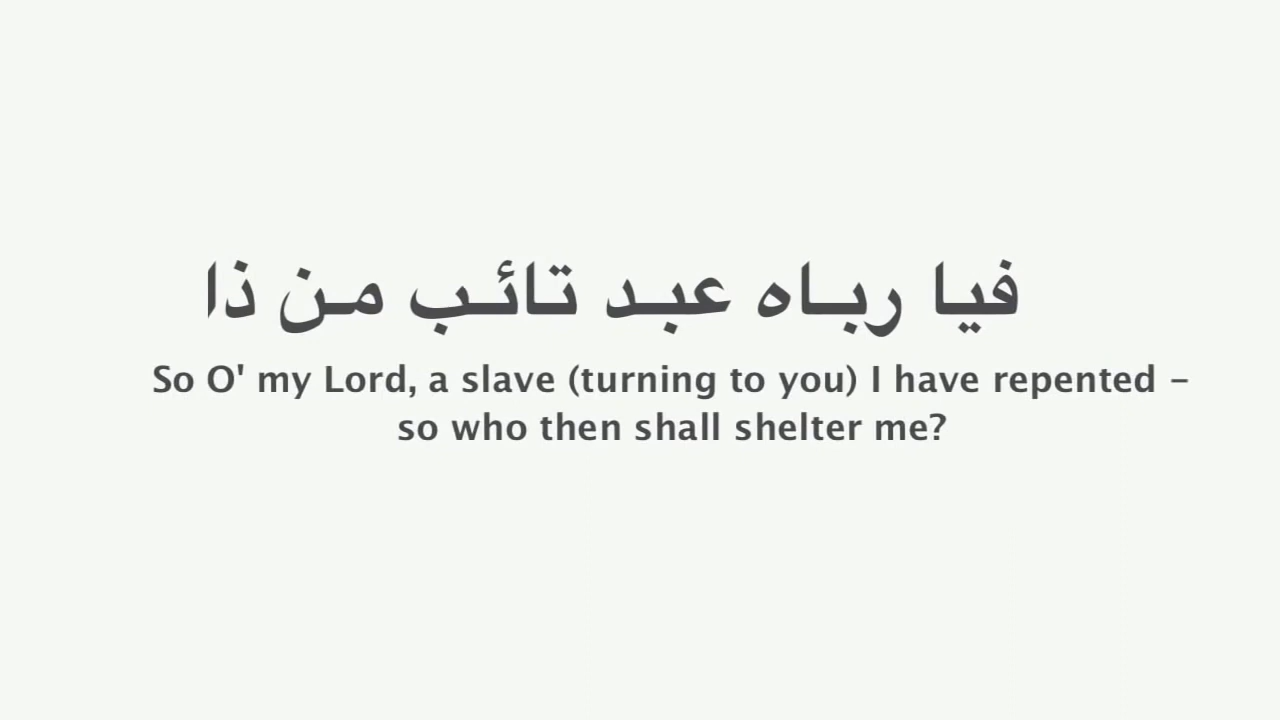 فيا رباه عبد تائب من ذا
So O' my Lord, a slave (turning to you) I have repented –
so who then shall shelter me?